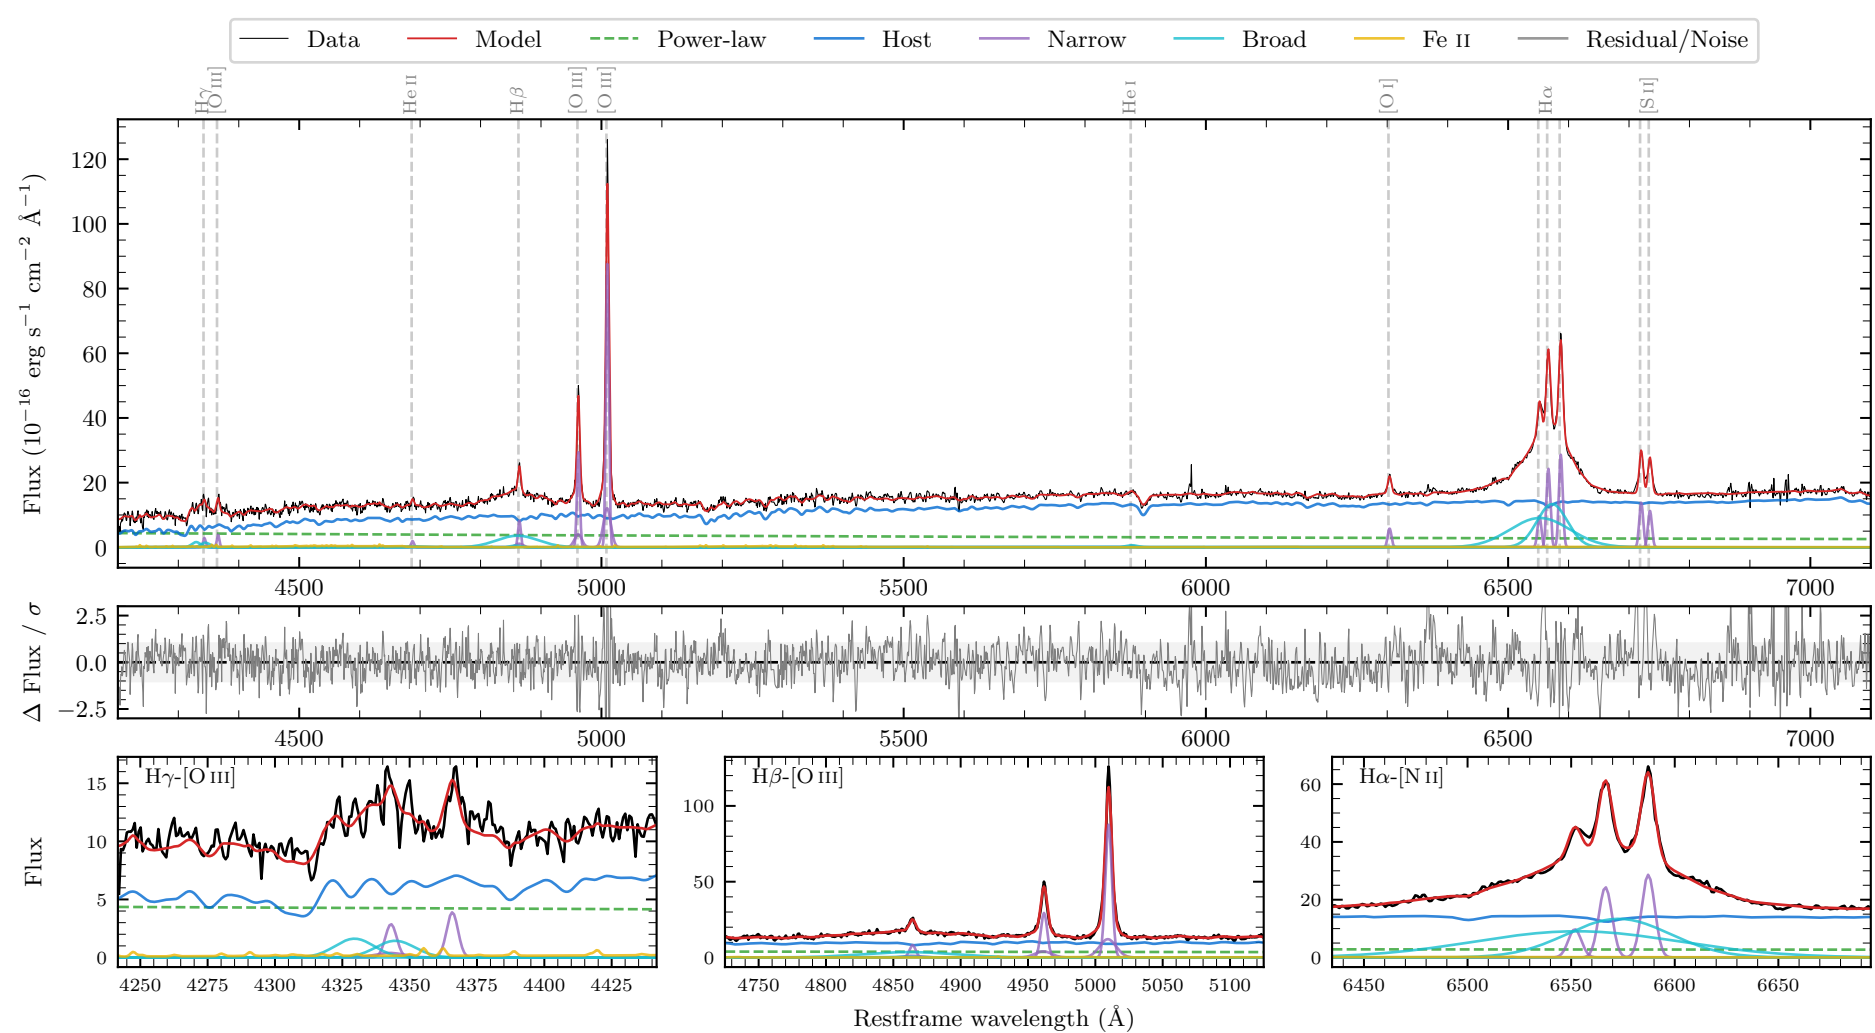 Data Model Power-law Host Narrow Broad Fe II Residual/Noise
Hγ [O III] He II Hβ [O III] [O III] He I [O I] Hα [S II]
Flux (10⁻¹⁶ erg s⁻¹ cm⁻² Å⁻¹)
120
100
80
60
40
20
0
4500 5000 5500 6000 6500 7000
Δ Flux / σ
2.5
0.0
−2.5
4500 5000 5500 6000 6500 7000
Flux
Hγ-[O III]
15
10
5
0
4250 4275 4300 4325 4350 4375 4400 4425
Hβ-[O III]
100
50
0
4750 4800 4850 4900 4950 5000 5050 5100
Hα-[N II]
60
40
20
0
6450 6500 6550 6600 6650
Restframe wavelength (Å)